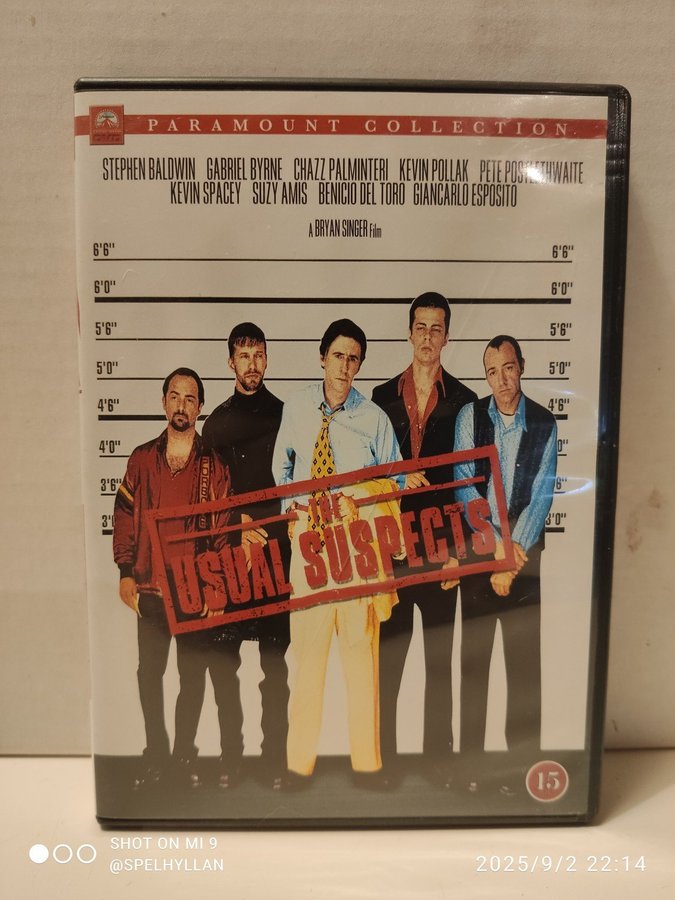 PARAMOUNT COLLECTION
STEPHEN BALDWIN GABRIEL BYRNE CHAZZ PALMINTERI KEVIN POLLAK PETE POSTLETHWAITE
KEVIN SPACEY SUZY AMIS BENICIO DEL TORO GIANCARLO ESPOSITO
A BRYAN SINGER Film
6'6" 6'6"
6'0" 6'0"
5'6" 5'6"
5'0" 5'0"
4'6" 4'6"
4'0"
3'6"
THE
USUAL SUSPECTS
15
SHOT ON MI 9
@SPELHYLLAN
2025/9/2 22:14